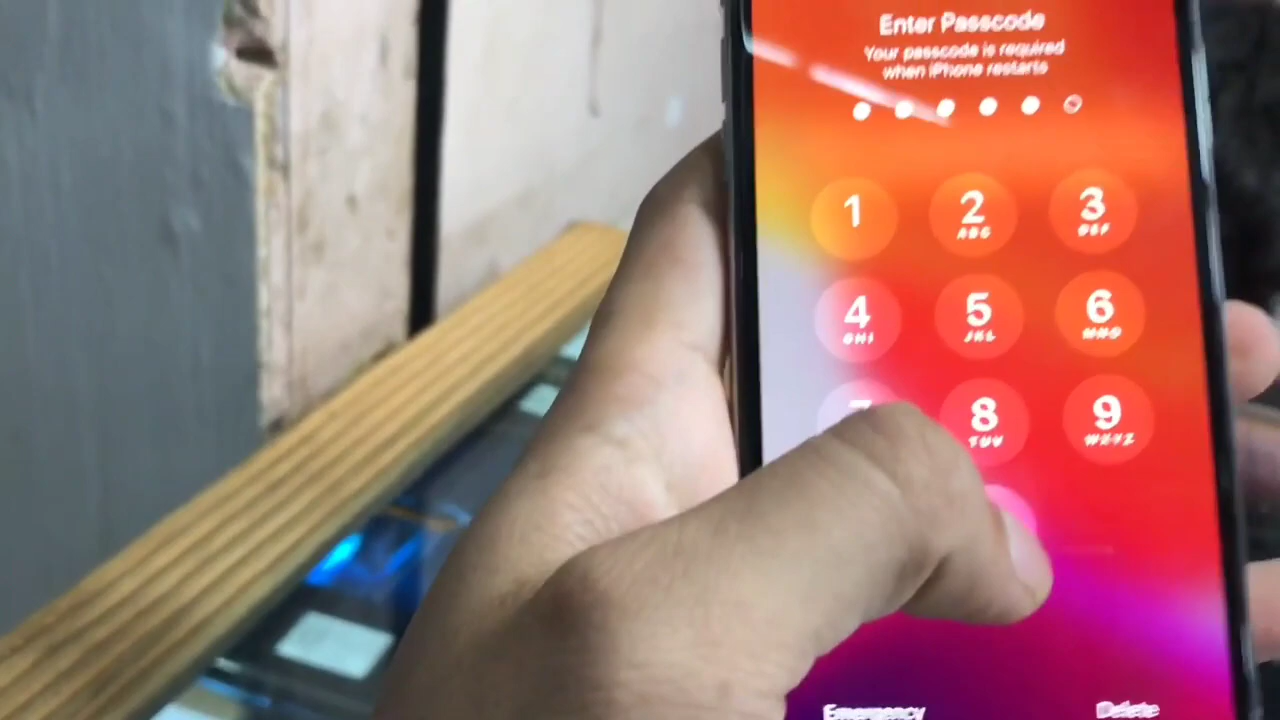 Enter Passcode
Your passcode is required
when iPhone restarts
1 2 3
ABC DEF
4 5 6
GHI JKL MNO
8 9
TUV WXYZ
Emergency Delete